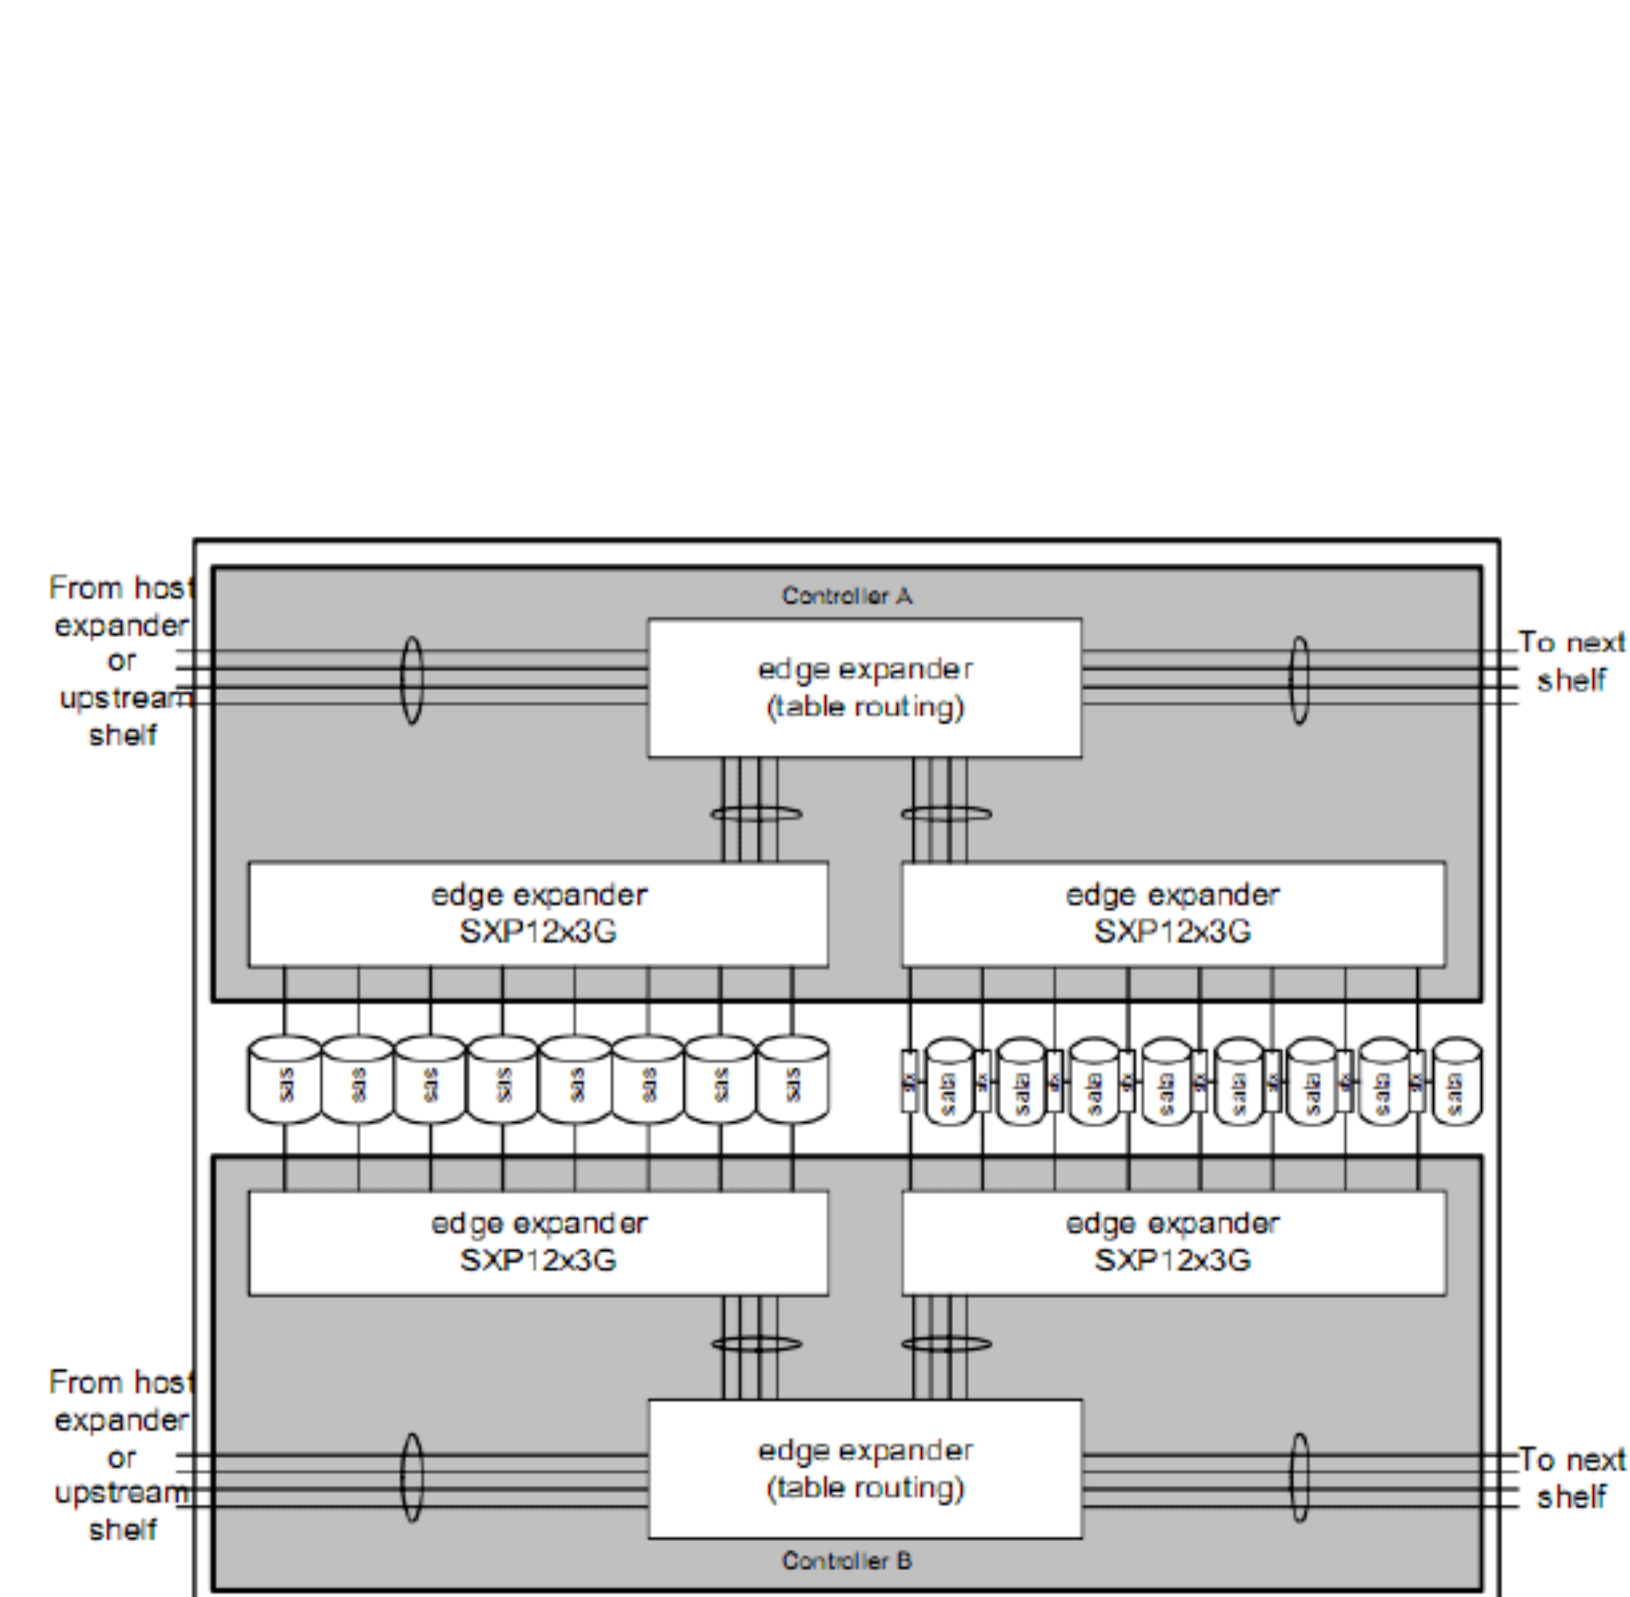 From host
expander
or
upstream
shelf
Controller A
edge expander
(table routing)
To next
shelf
edge expander
SXP12x3G
edge expander
SXP12x3G
sas
sas
sas
sas
sas
sas
sas
sas
sata
sata
sata
sata
sata
sata
sata
sata
edge expander
SXP12x3G
edge expander
SXP12x3G
From host
expander
or
upstream
shelf
edge expander
(table routing)
To next
shelf
Controller B